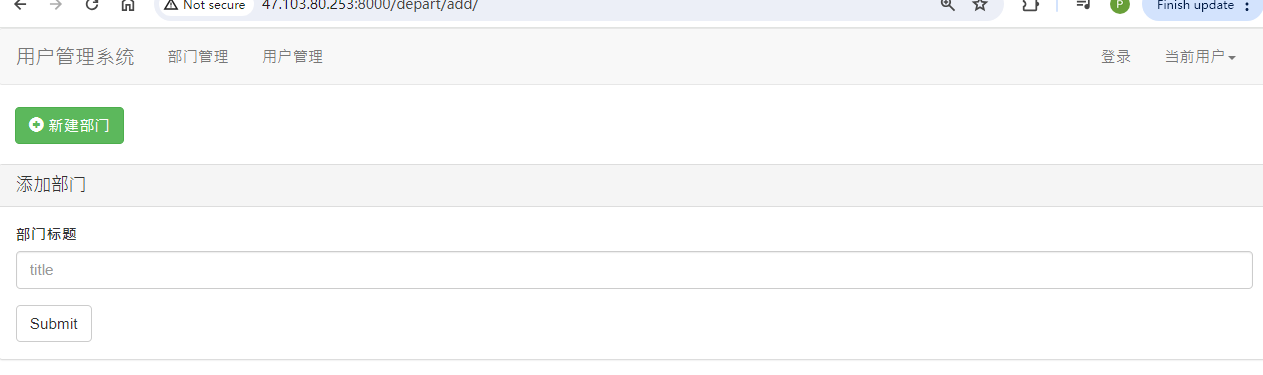 Not secure 47.103.80.253:8000/depart/add/ P Finish update
用户管理系统 部门管理 用户管理 登录 当前用户
新建部门
添加部门
部门标题
title
Submit